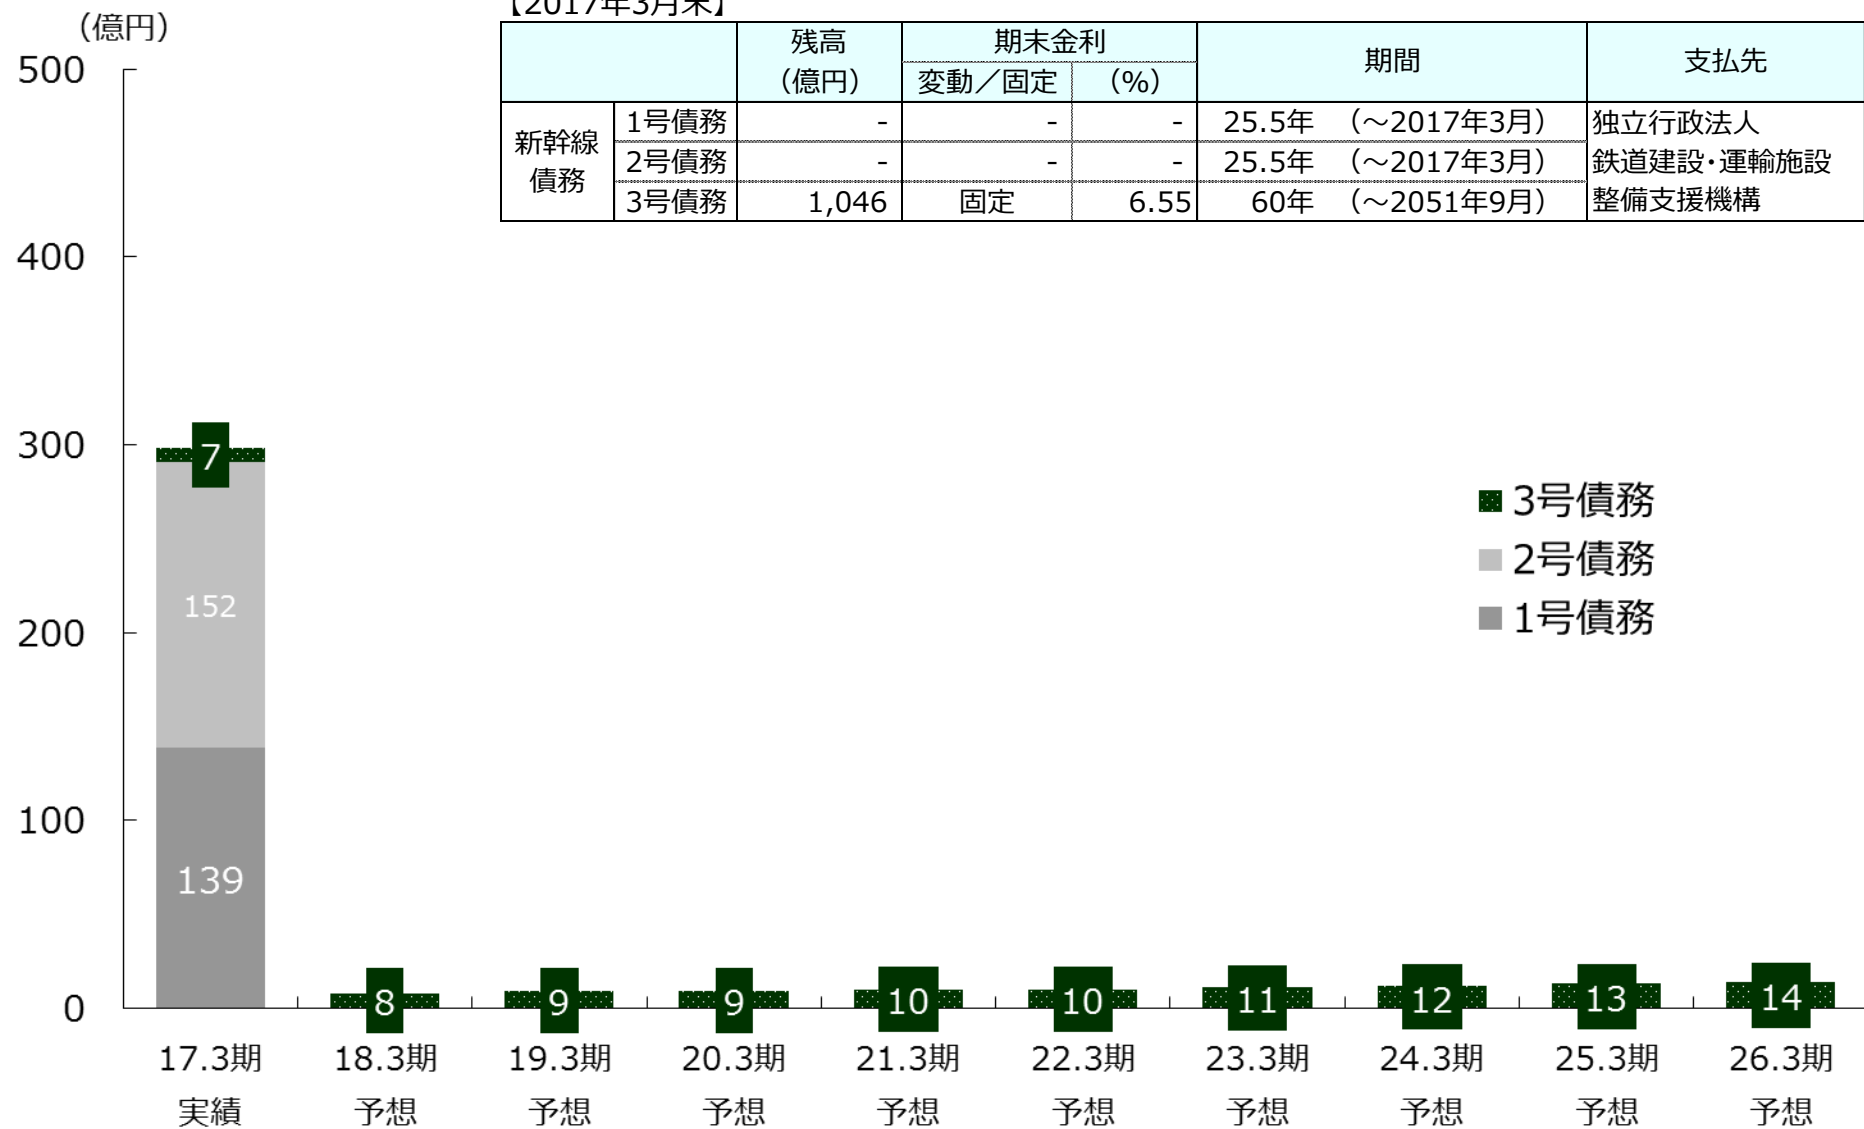 【2017年3月末】
（億円）
残高
（億円）
期末金利
変動／固定 （%）
期間
支払先
新幹線
債務
1号債務 - - - 25.5年 （～2017年3月）
2号債務 - - - 25.5年 （～2017年3月）
3号債務 1,046 固定 6.55 60年 （～2051年9月）
独立行政法人
鉄道建設・運輸施設
整備支援機構
500
400
300
200
100
0
7
152
139
8 9 9 10 10 11 12 13 14
3号債務
2号債務
1号債務
17.3期 18.3期 19.3期 20.3期 21.3期 22.3期 23.3期 24.3期 25.3期 26.3期
実績 予想 予想 予想 予想 予想 予想 予想 予想 予想